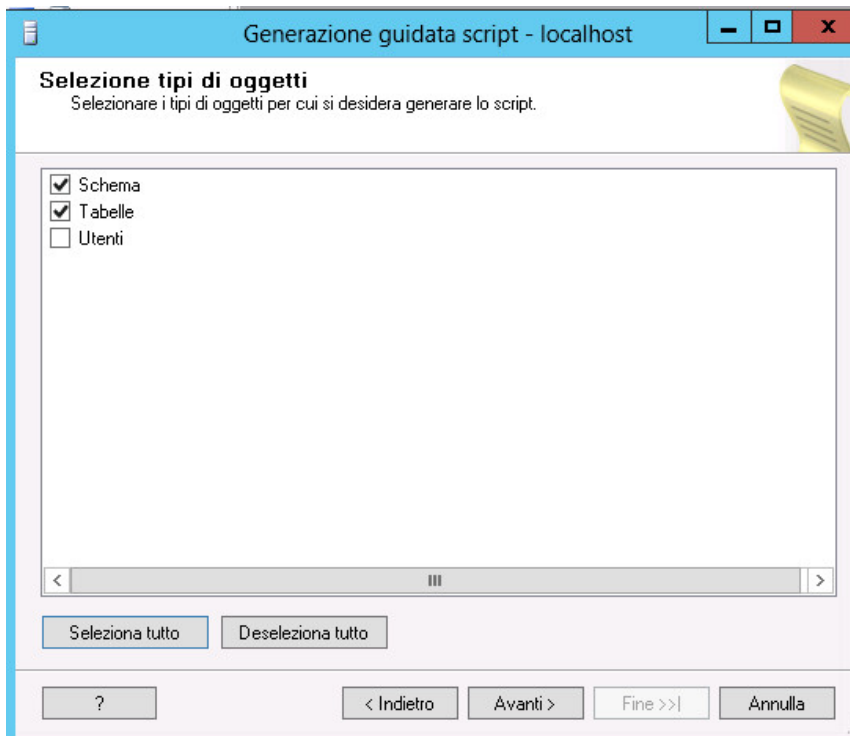 Generazione guidata script - localhost
Selezione tipi di oggetti
Selezionare i tipi di oggetti per cui si desidera generare lo script.
Schema
Tabelle
Utenti
Seleziona tutto Deseleziona tutto
? < Indietro Avanti > Fine >>| Annulla